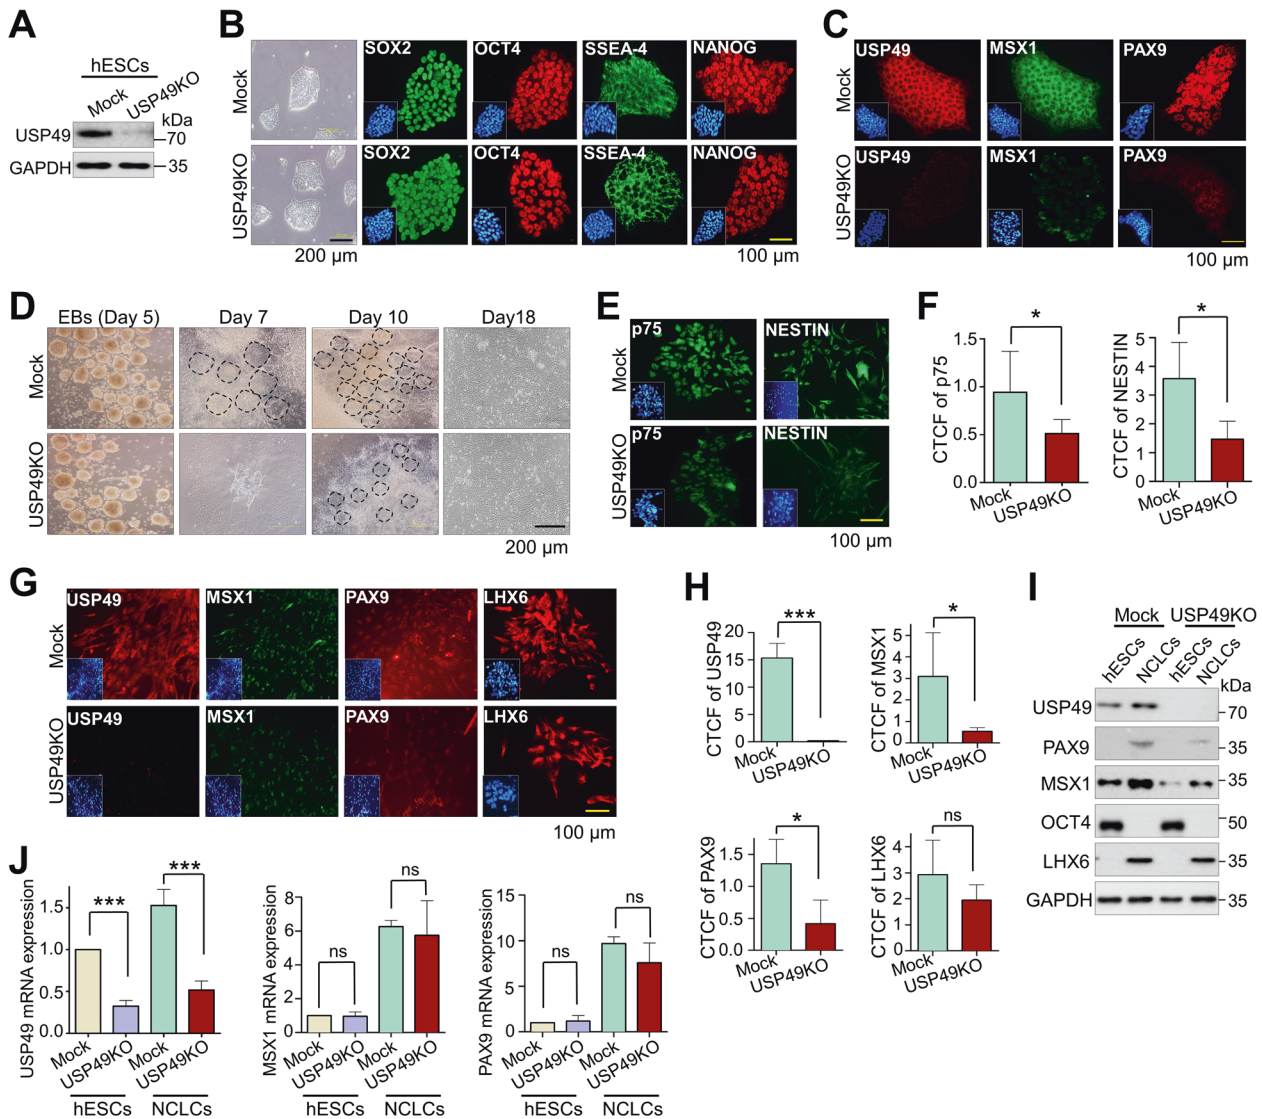 A
hESCs
Mock
USP49KO
kDa
USP49
70
GAPDH
35
B
Mock
SOX2
OCT4
SSEA-4
NANOG
USP49KO
SOX2
OCT4
SSEA-4
NANOG
200 µm
100 µm
C
Mock
USP49
MSX1
PAX9
USP49KO
USP49
MSX1
PAX9
100 µm
D
EBs (Day 5)
Day 7
Day 10
Day18
Mock
USP49KO
200 µm
E
Mock
p75
NESTIN
USP49KO
p75
NESTIN
100 µm
F
CTCF of p75
1.5
1.0
0.5
0.0
*
Mock
USP49KO
CTCF of NESTIN
5
4
3
2
1
0
*
Mock
USP49KO
G
Mock
USP49
MSX1
PAX9
LHX6
USP49KO
USP49
MSX1
PAX9
LHX6
100 µm
H
CTCF of USP49
20
15
10
5
0
***
Mock
USP49KO
CTCF of MSX1
5
4
3
2
1
0
*
Mock
USP49KO
CTCF of PAX9
1.5
1.0
0.5
0.0
*
Mock
USP49KO
CTCF of LHX6
4
3
2
1
0
ns
Mock
USP49KO
I
Mock USP49KO
hESCs
NCLCs
hESCs
NCLCs
kDa
USP49
70
PAX9
35
MSX1
35
OCT4
50
LHX6
35
GAPDH
35
J
USP49 mRNA expression
1.5
1.0
0.5
0.0
***
***
Mock
USP49KO
Mock
USP49KO
hESCs
NCLCs
MSX1 mRNA expression
8
6
4
2
0
ns
ns
Mock
USP49KO
Mock
USP49KO
hESCs
NCLCs
PAX9 mRNA expression
15
10
5
0
ns
ns
Mock
USP49KO
Mock
USP49KO
hESCs
NCLCs